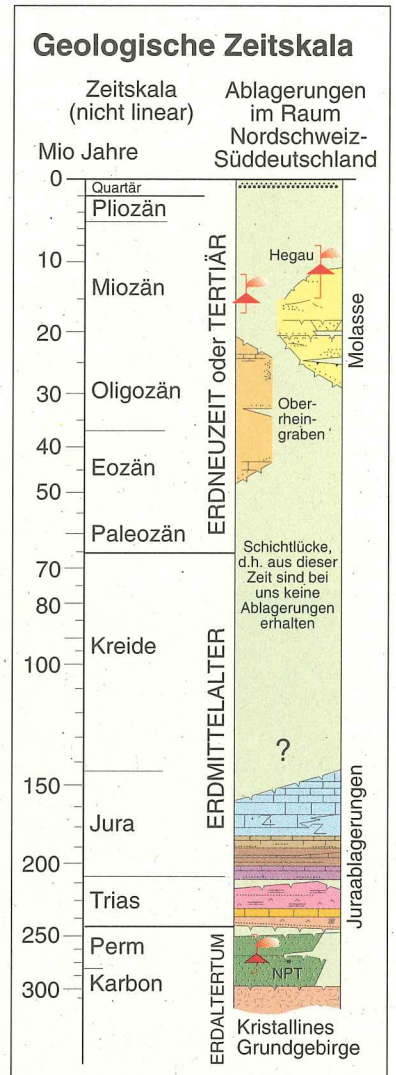 Geologische Zeitskala
Zeitskala
(nicht linear)
Ablagerungen
im Raum
Nordschweiz-
Süddeutschland
Mio Jahre
0
Quartär
Pliozän
10
Miozän
20
30
Oligozän
40
Eozän
50
Paleozän
70
80
Kreide
100
150
Jura
200
Trias
250
Perm
Karbon
300
ERDNEUZEIT oder TERTIÄR
ERDMITTELALTER
ERDALTERTUM
Hegau
Molasse
Ober-
rhein-
graben
Schichtlücke,
d.h. aus dieser
Zeit sind bei
uns keine
Ablagerungen
erhalten
?
Juraablagerungen
NPT
Kristallines
Grundgebirge